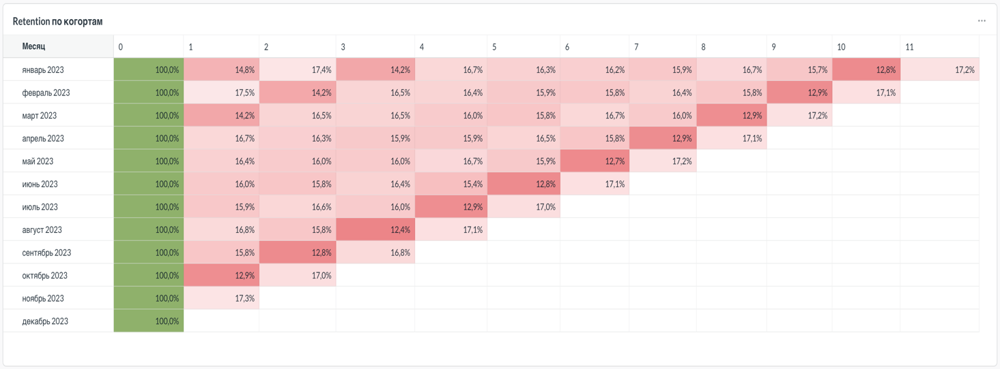 Retention по когортам
Месяц 0 1 2 3 4 5 6 7 8 9 10 11
январь 2023 100,0% 14,8% 17,4% 14,2% 16,7% 16,3% 16,2% 15,9% 16,7% 15,7% 12,8% 17,2%
февраль 2023 100,0% 17,5% 14,2% 16,5% 16,4% 15,9% 15,8% 16,4% 15,8% 12,9% 17,1%
март 2023 100,0% 14,2% 16,5% 16,5% 16,0% 15,8% 16,7% 16,0% 12,9% 17,2%
апрель 2023 100,0% 16,7% 16,3% 15,9% 15,9% 16,5% 15,8% 12,9% 17,1%
май 2023 100,0% 16,4% 16,0% 16,0% 16,7% 15,9% 12,7% 17,2%
июнь 2023 100,0% 16,0% 15,8% 16,4% 15,4% 12,8% 17,1%
июль 2023 100,0% 15,9% 16,6% 16,0% 12,9% 17,0%
август 2023 100,0% 16,8% 15,8% 12,4% 17,1%
сентябрь 2023 100,0% 15,8% 12,8% 16,8%
октябрь 2023 100,0% 12,9% 17,0%
ноябрь 2023 100,0% 17,3%
декабрь 2023 100,0%